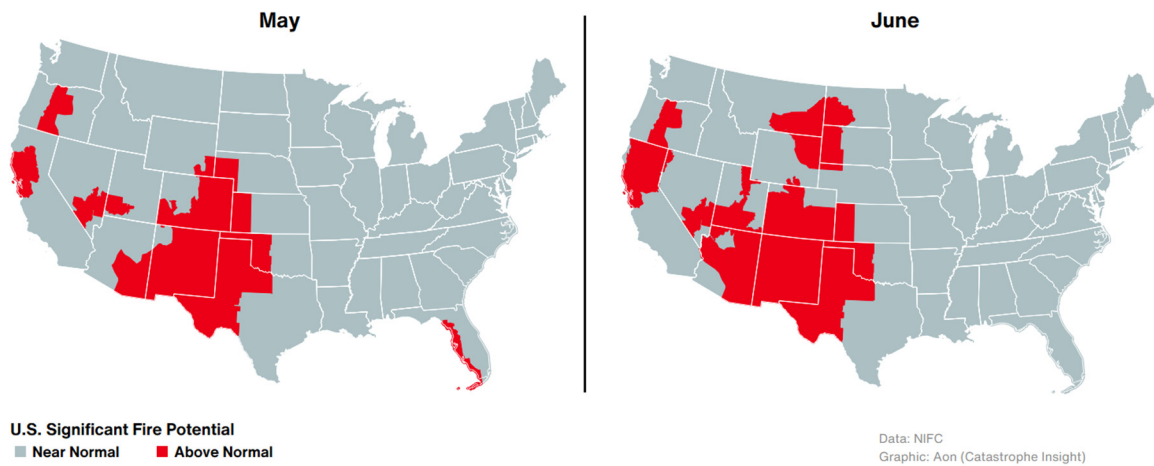 May
June
U.S. Significant Fire Potential
Near Normal
Above Normal
Data: NIFC
Graphic: Aon (Catastrophe Insight)